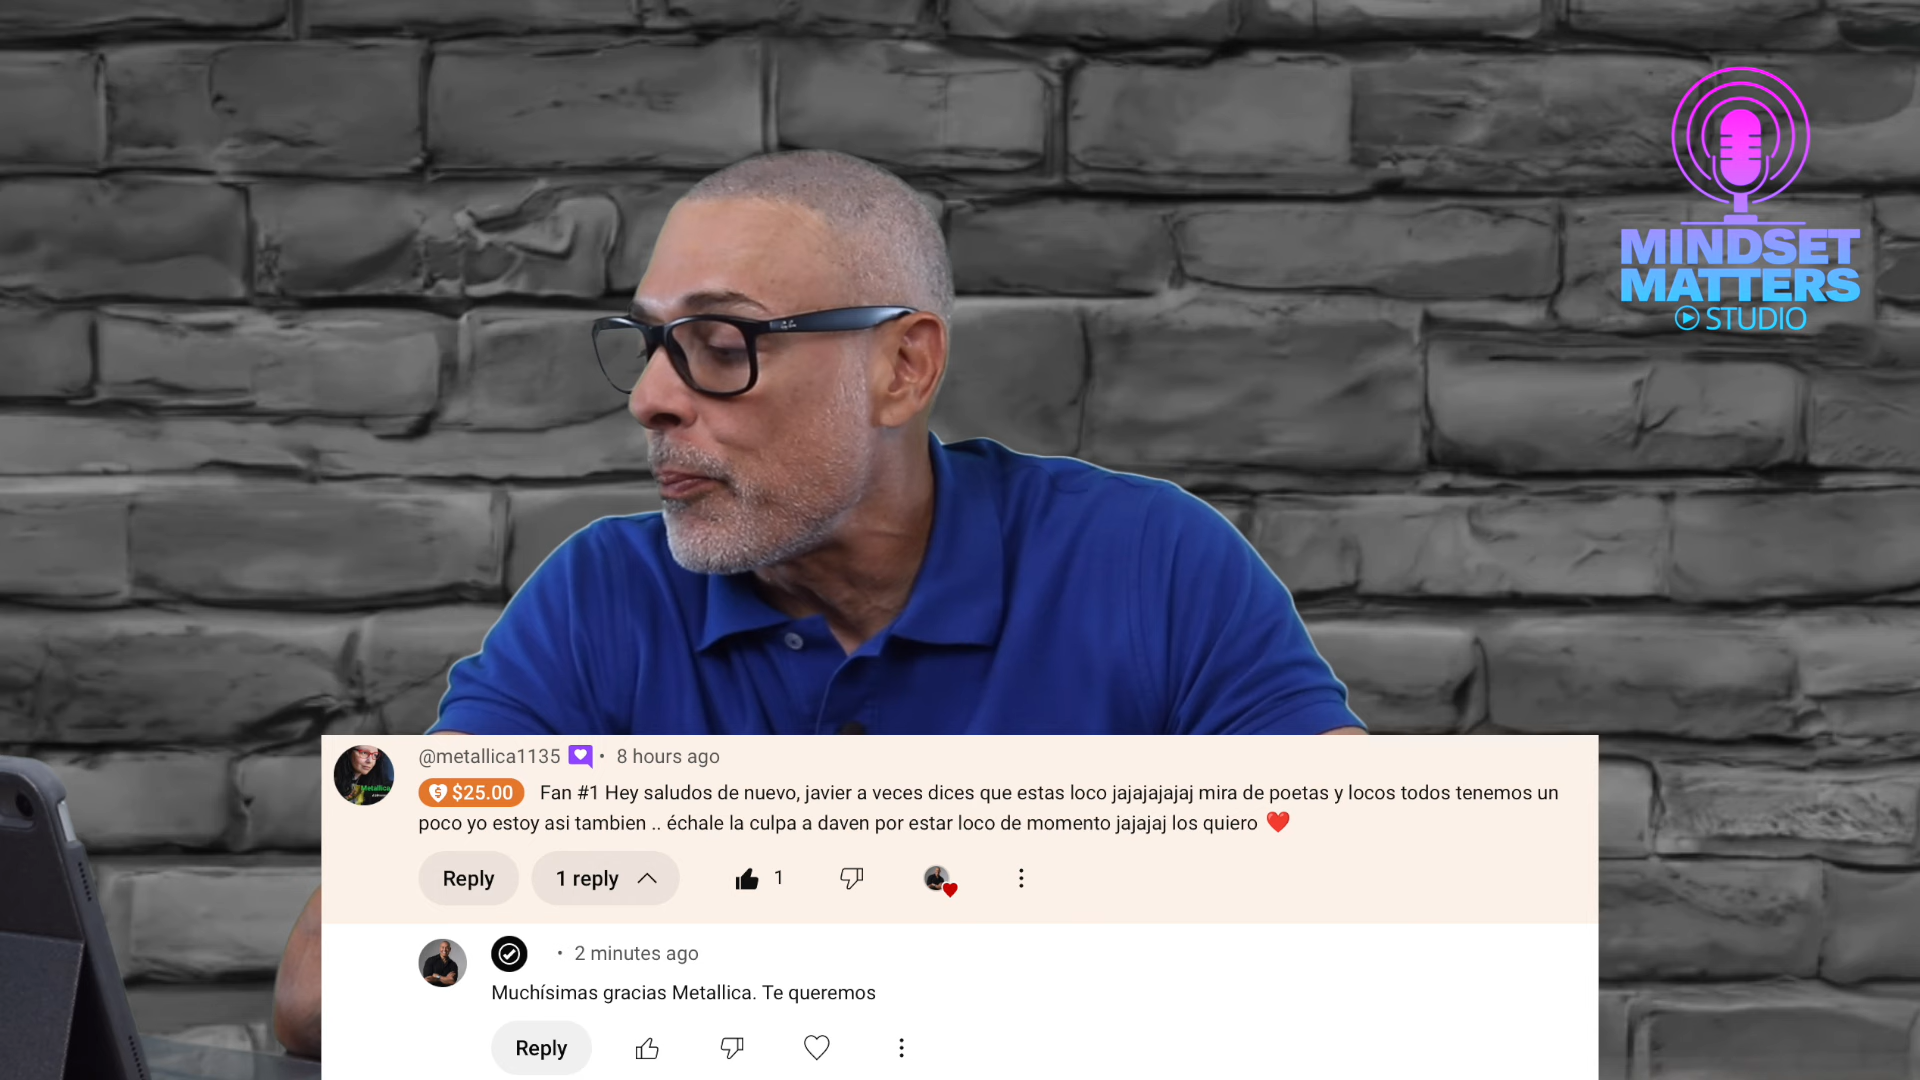 MINDSET
MATTERS
STUDIO
@metallica1135 • 8 hours ago
$25.00 Fan #1 Hey saludos de nuevo, javier a veces dices que estas loco jajajajajaj mira de poetas y locos todos tenemos un
poco yo estoy asi tambien .. échale la culpa a daven por estar loco de momento jajajaj los quiero ❤️
Reply 1 reply 1
• 2 minutes ago
Muchísimas gracias Metallica. Te queremos
Reply